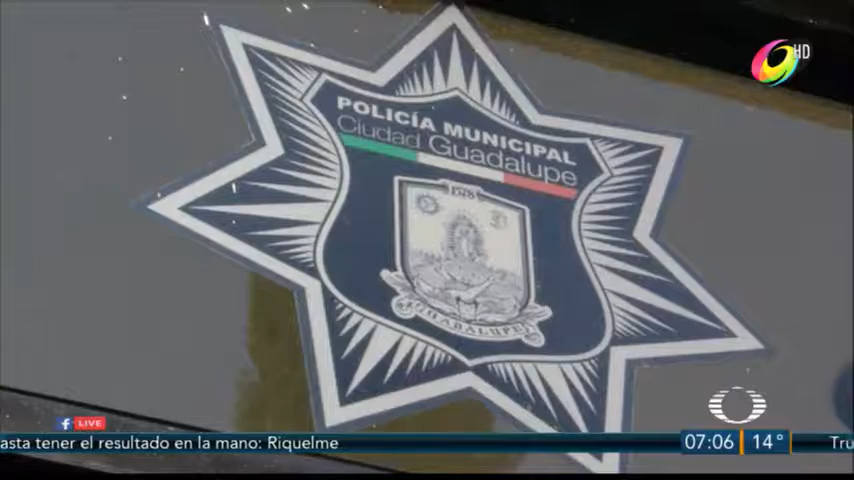 HD
POLICÍA MUNICIPAL
Ciudad Guadalupe
GUADALUPE
LIVE
asta tener el resultado en la mano: Riquelme
07:06 14°
Tru